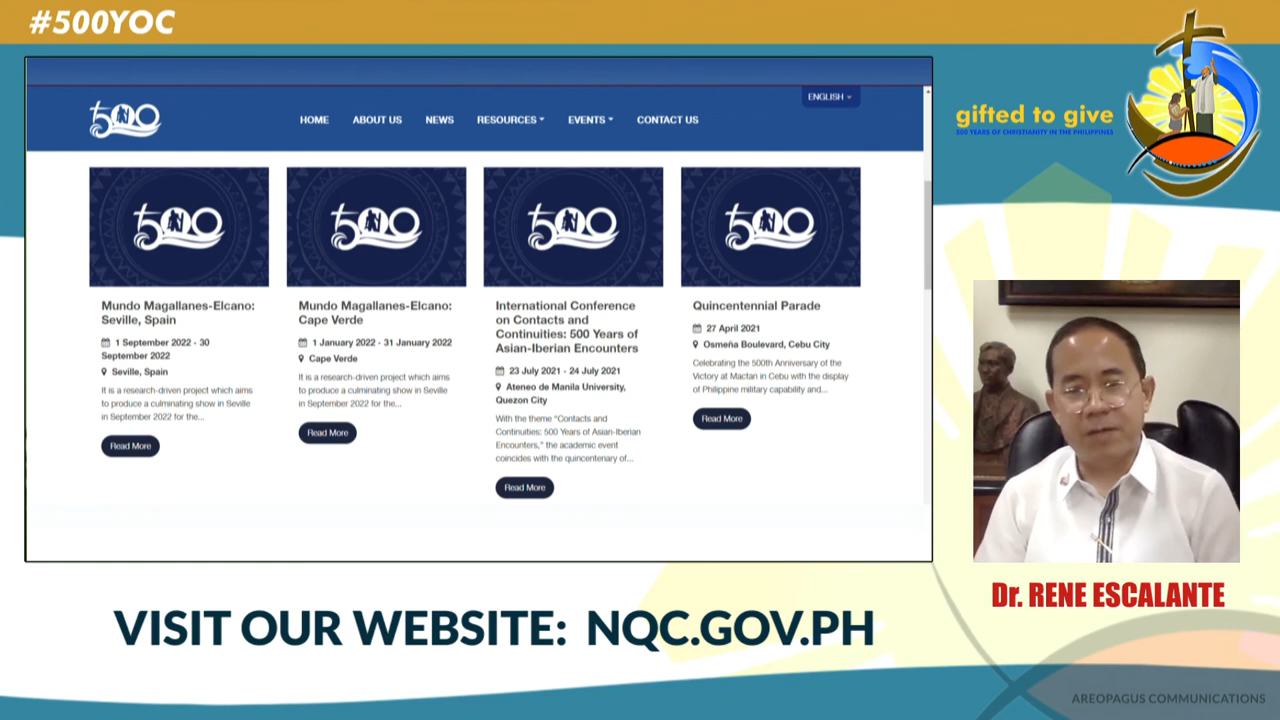 #500YOC
ENGLISH
500
HOME ABOUT US NEWS RESOURCES EVENTS CONTACT US
gifted to give
500 YEARS OF CHRISTIANITY IN THE PHILIPPINES
500
500
500
500
Mundo Magallanes-Elcano:
Seville, Spain
1 September 2022 - 30
September 2022
Seville, Spain
It is a research-driven project which aims
to produce a culminating show in Seville
in September 2022 for the...
Read More
Mundo Magallanes-Elcano:
Cape Verde
1 January 2022 - 31 January 2022
Cape Verde
It is a research-driven project which aims
to produce a culminating show in Seville
in September 2022 for the...
Read More
International Conference
on Contacts and
Continuities: 500 Years of
Asian-Iberian Encounters
23 July 2021 - 24 July 2021
Ateneo de Manila University,
Quezon City
With the theme “Contacts and
Continuities: 500 Years of Asian-Iberian
Encounters,” the academic event
coincides with the quincentenary of...
Read More
Quincentennial Parade
27 April 2021
Osmeña Boulevard, Cebu City
Celebrating the 500th Anniversary of the
Victory at Mactan in Cebu with the display
of Philippine military capability and...
Read More
Dr. RENE ESCALANTE
VISIT OUR WEBSITE: NQC.GOV.PH
AREOPAGUS COMMUNICATIONS